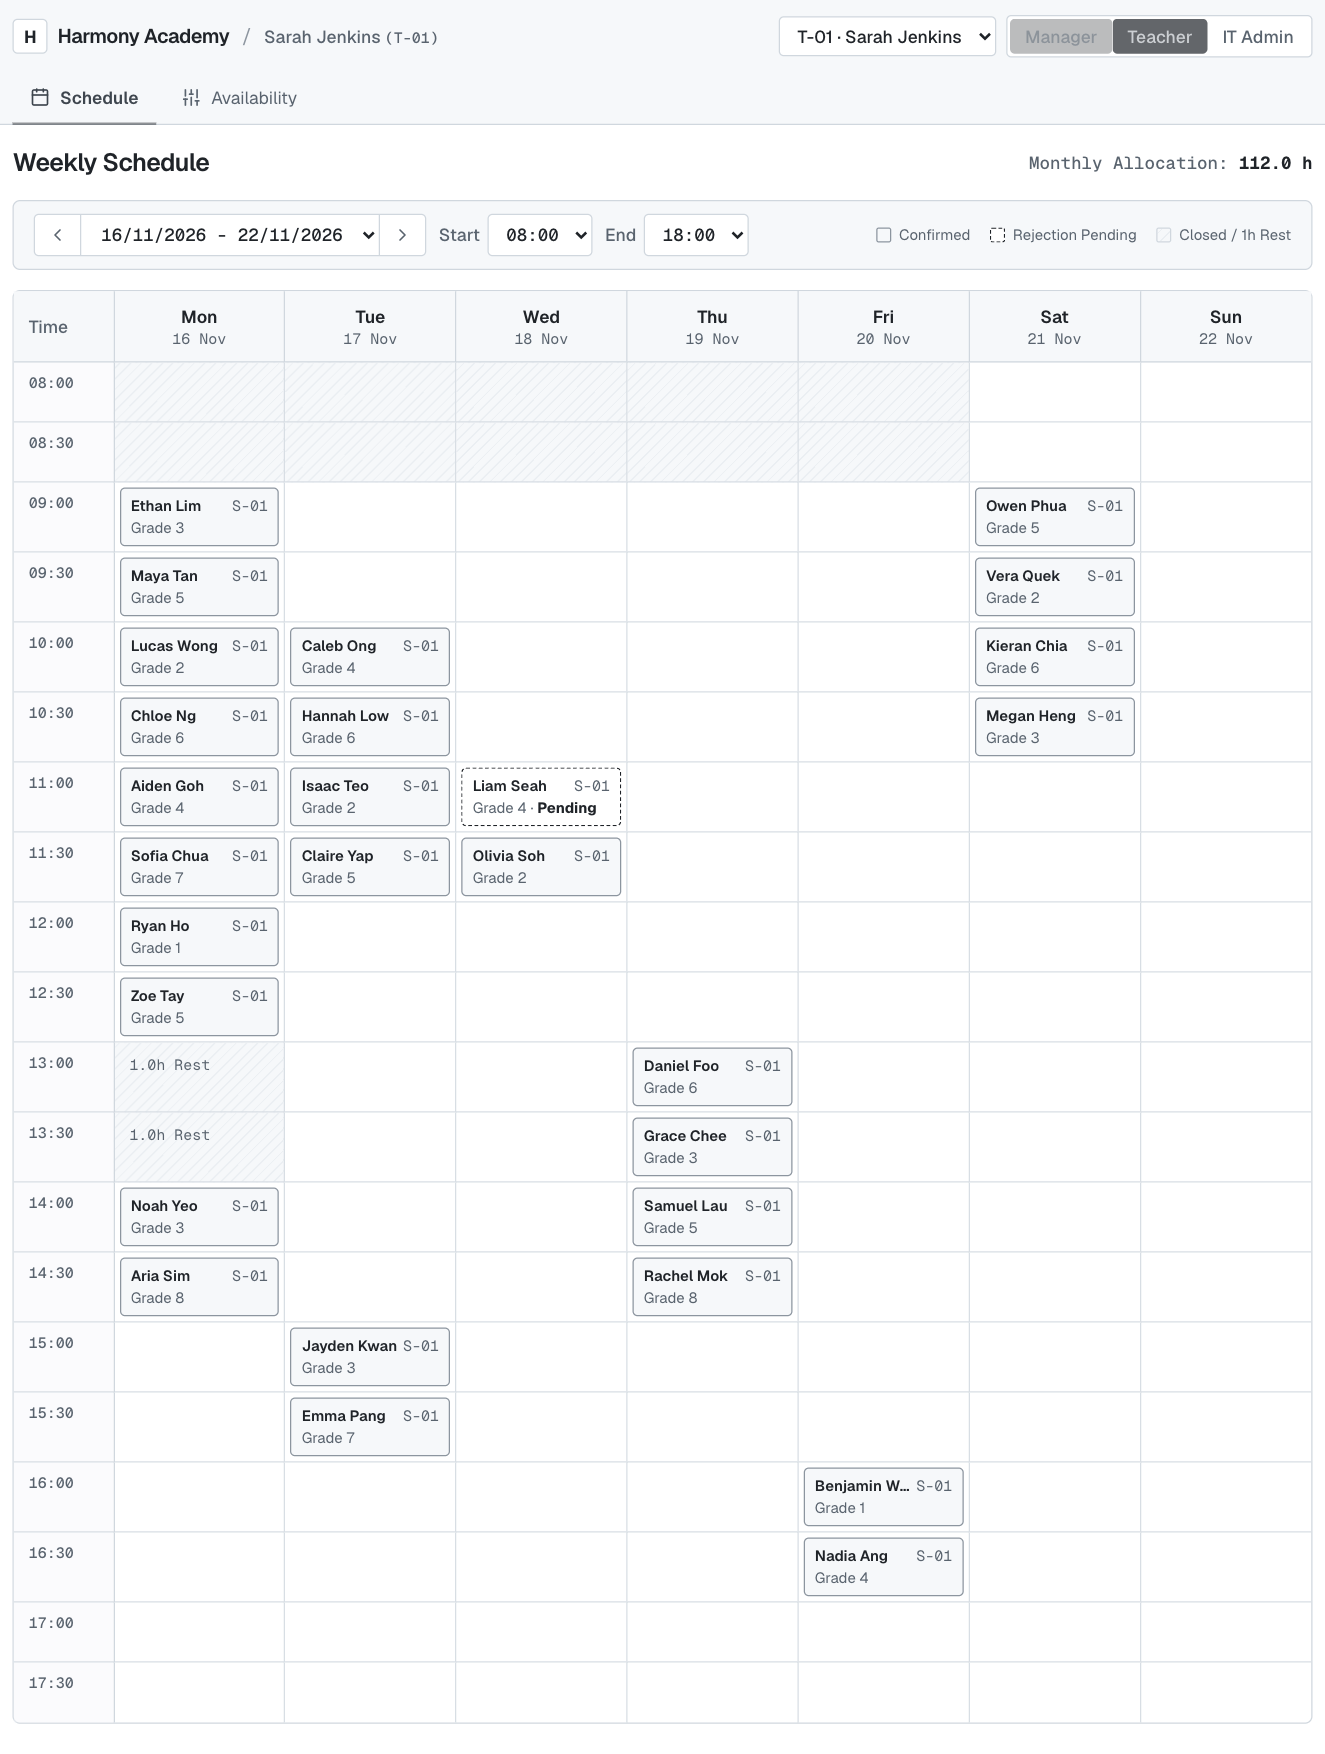 H Harmony Academy / Sarah Jenkins (T-01) T-01 · Sarah Jenkins Manager Teacher IT Admin
Schedule Availability
Weekly Schedule Monthly Allocation: 112.0 h
16/11/2026 - 22/11/2026 Start 08:00 End 18:00 Confirmed Rejection Pending Closed / 1h Rest
Time Mon Tue Wed Thu Fri Sat Sun
16 Nov 17 Nov 18 Nov 19 Nov 20 Nov 21 Nov 22 Nov
08:00
08:30
09:00 Ethan Lim S-01 Owen Phua S-01
Grade 3 Grade 5
09:30 Maya Tan S-01 Vera Quek S-01
Grade 5 Grade 2
10:00 Lucas Wong S-01 Caleb Ong S-01 Kieran Chia S-01
Grade 2 Grade 4 Grade 6
10:30 Chloe Ng S-01 Hannah Low S-01 Megan Heng S-01
Grade 6 Grade 6 Grade 3
11:00 Aiden Goh S-01 Isaac Teo S-01 Liam Seah S-01
Grade 4 Grade 2 Grade 4 · Pending
11:30 Sofia Chua S-01 Claire Yap S-01 Olivia Soh S-01
Grade 7 Grade 5 Grade 2
12:00 Ryan Ho S-01
Grade 1
12:30 Zoe Tay S-01
Grade 5
13:00 1.0h Rest Daniel Foo S-01
Grade 6
13:30 1.0h Rest Grace Chee S-01
Grade 3
14:00 Noah Yeo S-01 Samuel Lau S-01
Grade 3 Grade 5
14:30 Aria Sim S-01 Rachel Mok S-01
Grade 8 Grade 8
15:00 Jayden Kwan S-01
Grade 3
15:30 Emma Pang S-01
Grade 7
16:00 Benjamin W... S-01
Grade 1
16:30 Nadia Ang S-01
Grade 4
17:00
17:30